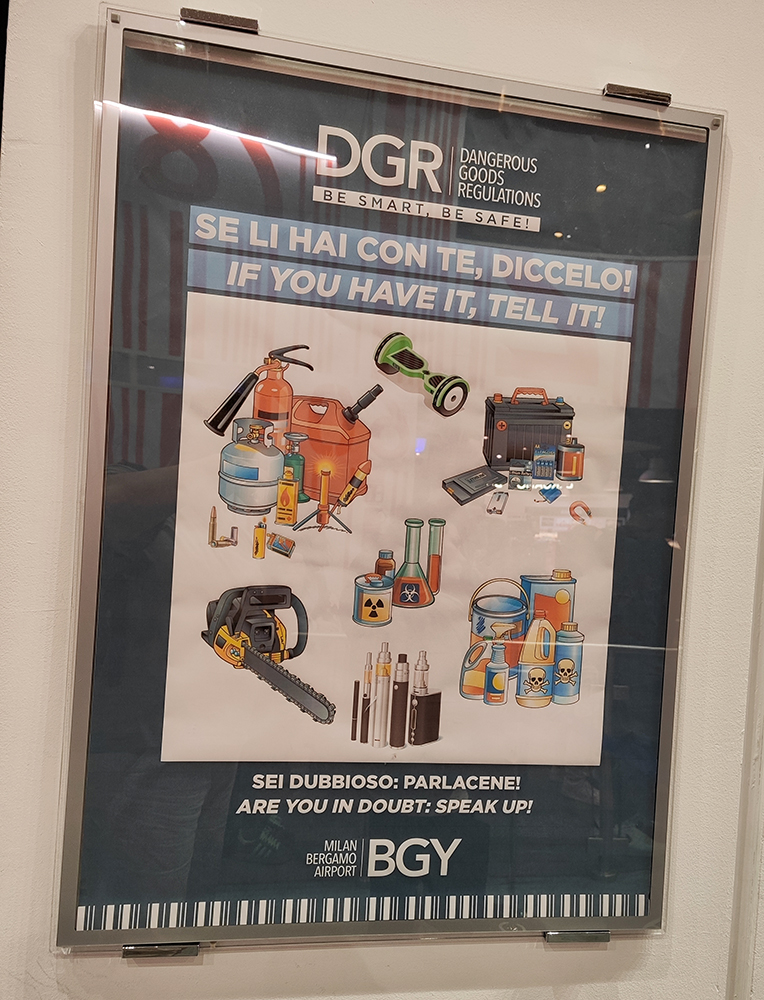 DGR
DANGEROUS
GOODS
REGULATIONS
BE SMART, BE SAFE!
SE LI HAI CON TE, DICCELO!
IF YOU HAVE IT, TELL IT!
SEI DUBBIOSO: PARLACENE!
ARE YOU IN DOUBT: SPEAK UP!
MILAN
BERGAMO
AIRPORT
BGY